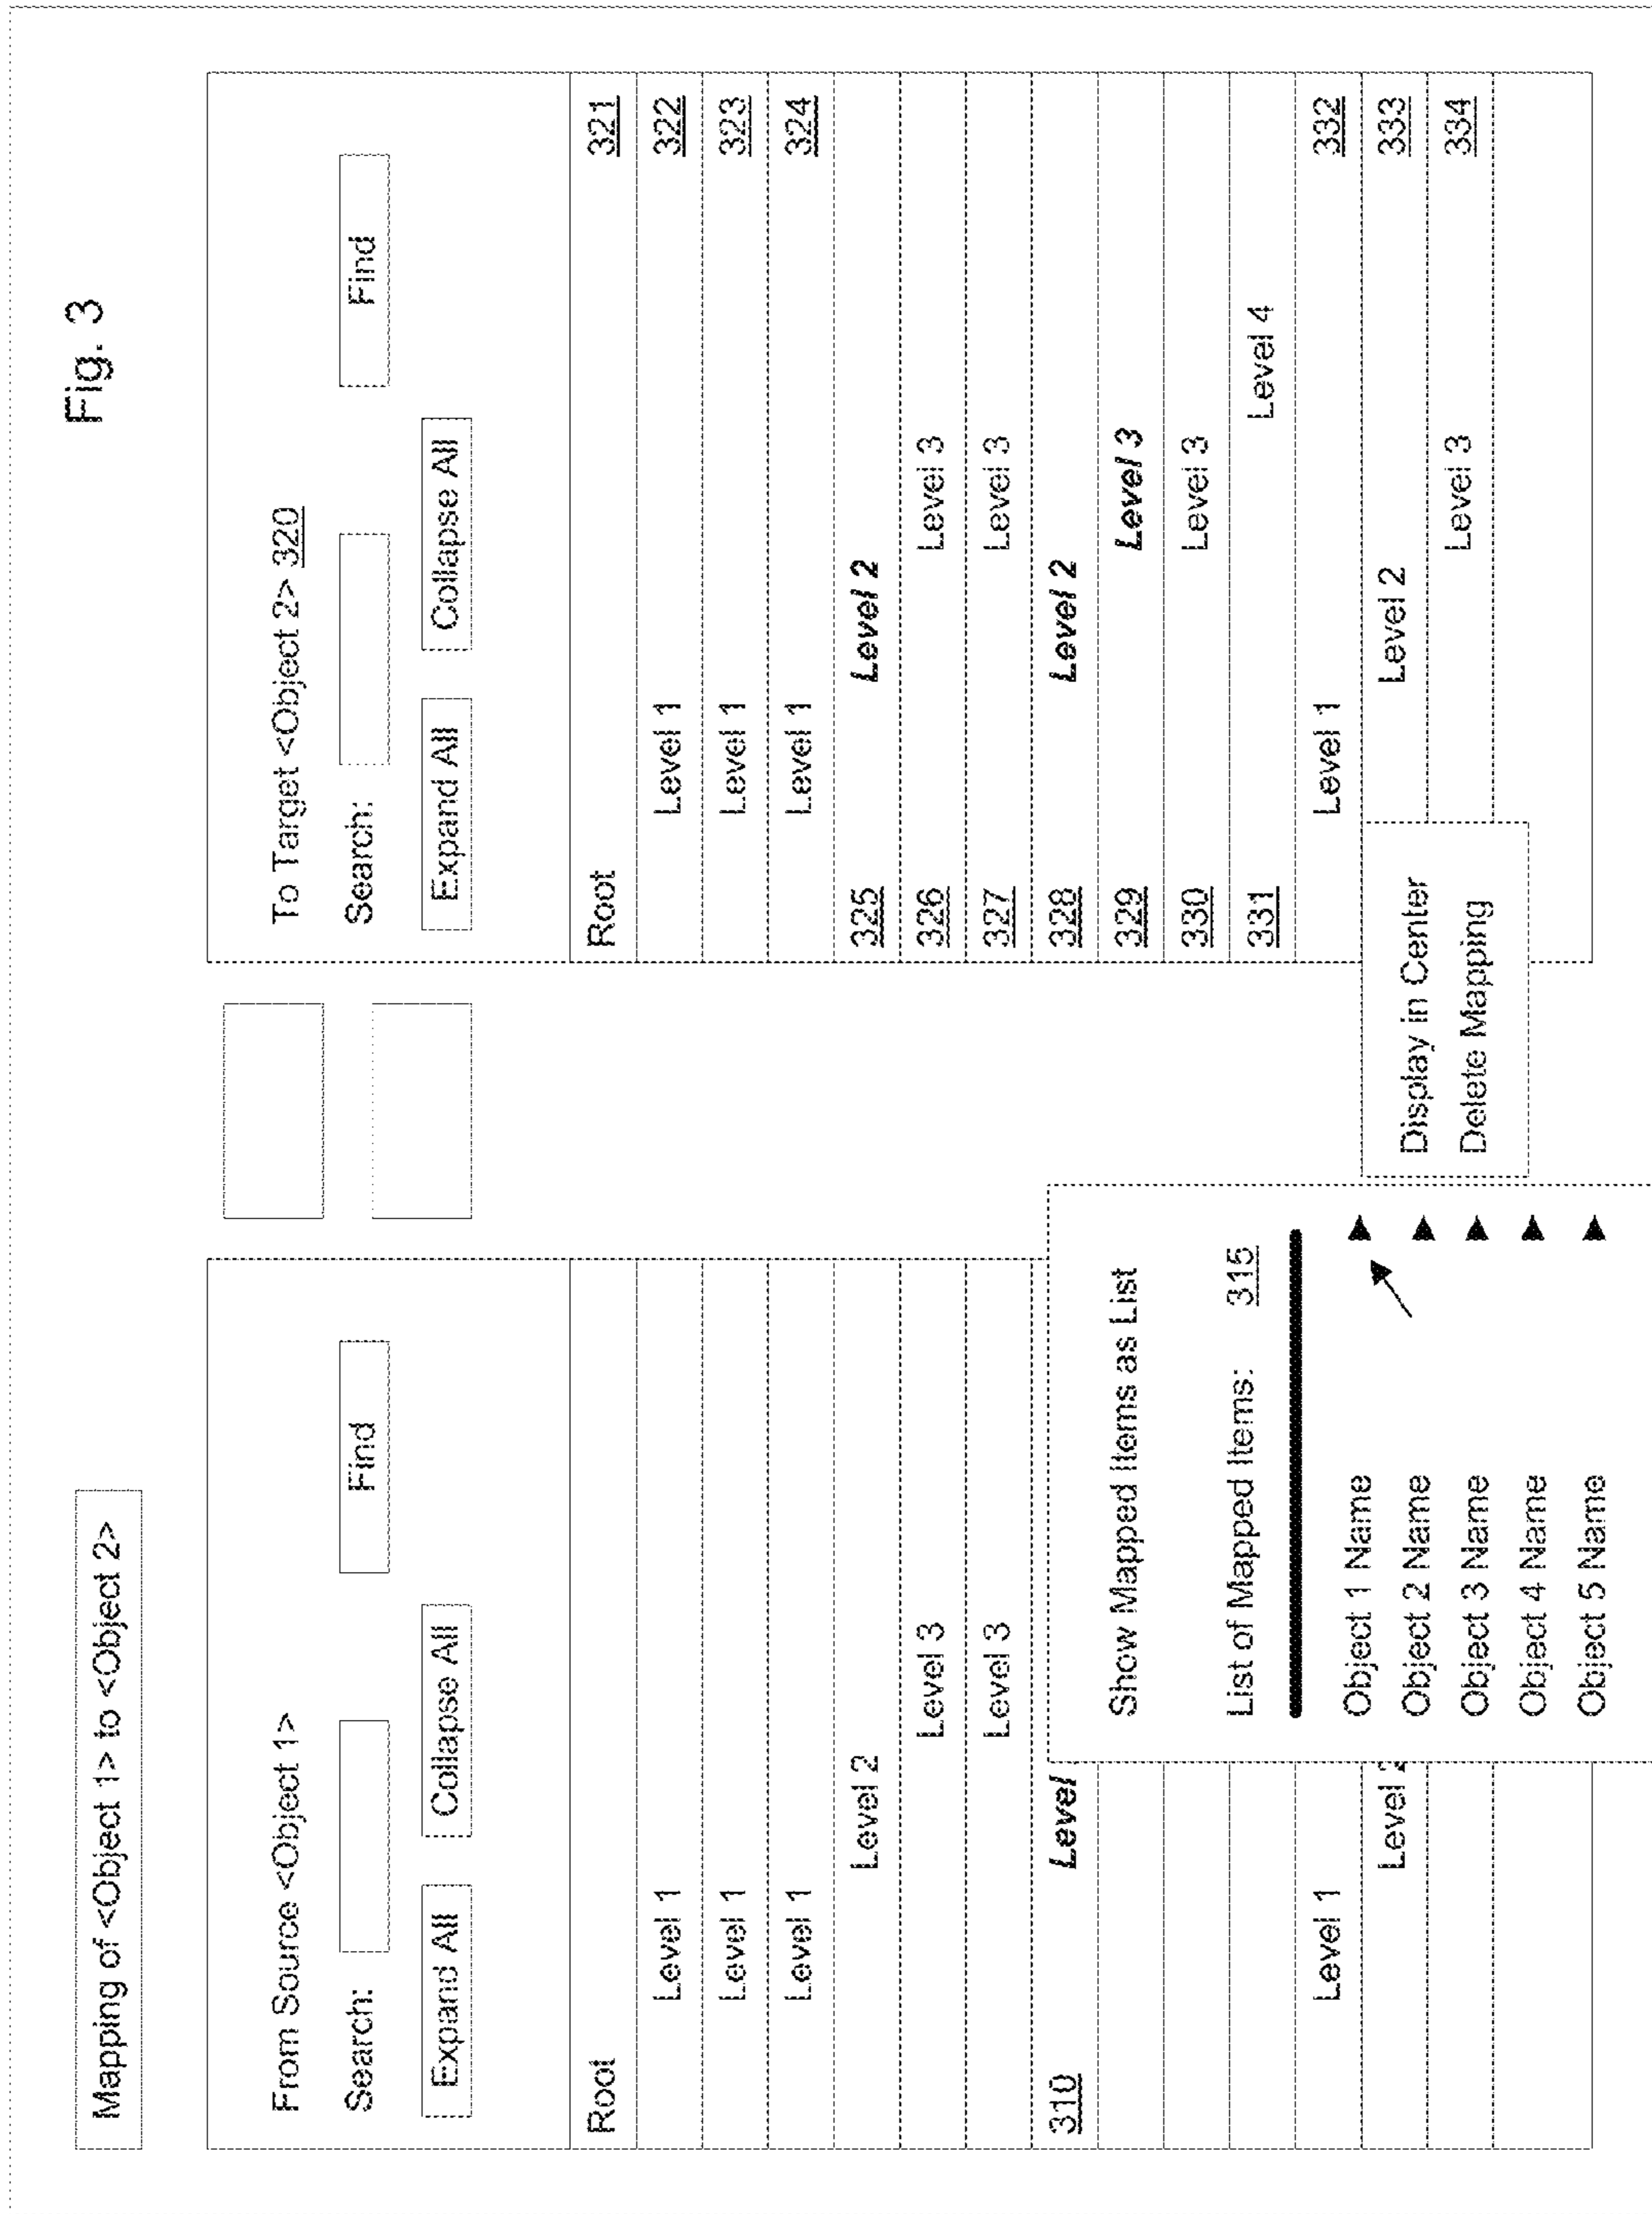 Fig. 3
Mapping of <Object 1> to <Object 2>
From Source <Object 1>
Search:
Find
Expand All
Collapse All
Root
Level 1
Level 1
Level 1
Level 2
Level 3
Level 3
310 Level
Level 1
Level 2
Show Mapped Items as List
List of Mapped Items: 315
Object 1 Name
Object 2 Name
Object 3 Name
Object 4 Name
Object 5 Name
Display in Center
Delete Mapping
To Target <Object 2> 320
Search:
Find
Expand All
Collapse All
Root 321
Level 1 322
Level 1 323
Level 1 324
325 Level 2
326 Level 3
327 Level 3
328 Level 2
329 Level 3
330 Level 3
331 Level 4
Level 1 332
Level 2 333
Level 3 334